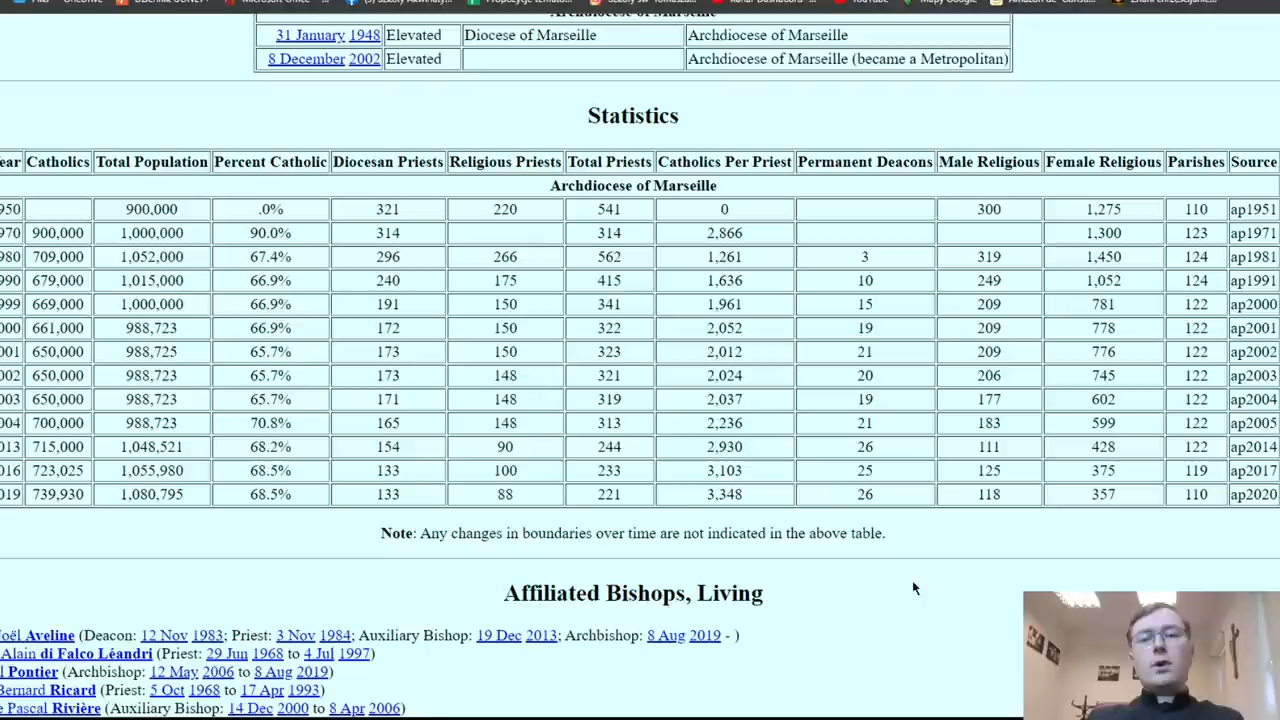 31 January 1948 Elevated Diocese of Marseille Archdiocese of Marseille
8 December 2002 Elevated Archdiocese of Marseille (became a Metropolitan)
Statistics
ear Catholics Total Population Percent Catholic Diocesan Priests Religious Priests Total Priests Catholics Per Priest Permanent Deacons Male Religious Female Religious Parishes Source
Archdiocese of Marseille
950 900,000 .0% 321 220 541 0 300 1,275 110 ap1951
970 900,000 1,000,000 90.0% 314 314 2,866 1,300 123 ap1971
980 709,000 1,052,000 67.4% 296 266 562 1,261 3 319 1,450 124 ap1981
990 679,000 1,015,000 66.9% 240 175 415 1,636 10 249 1,052 124 ap1991
999 669,000 1,000,000 66.9% 191 150 341 1,961 15 209 781 122 ap2000
000 661,000 988,723 66.9% 172 150 322 2,052 19 209 778 122 ap2001
001 650,000 988,725 65.7% 173 150 323 2,012 21 209 776 122 ap2002
002 650,000 988,723 65.7% 173 148 321 2,024 20 206 745 122 ap2003
003 650,000 988,723 65.7% 171 148 319 2,037 19 177 602 122 ap2004
004 700,000 988,723 70.8% 165 148 313 2,236 21 183 599 122 ap2005
013 715,000 1,048,521 68.2% 154 90 244 2,930 26 111 428 122 ap2014
016 723,025 1,055,980 68.5% 133 100 233 3,103 25 125 375 119 ap2017
019 739,930 1,080,795 68.5% 133 88 221 3,348 26 118 357 110 ap2020
Note: Any changes in boundaries over time are not indicated in the above table.
Affiliated Bishops, Living
oël Aveline (Deacon: 12 Nov 1983; Priest: 3 Nov 1984; Auxiliary Bishop: 19 Dec 2013; Archbishop: 8 Aug 2019 - )
Alain di Falco Léandri (Priest: 29 Jun 1968 to 4 Jul 1997)
l Pontier (Archbishop: 12 May 2006 to 8 Aug 2019)
Bernard Ricard (Priest: 5 Oct 1968 to 17 Apr 1993)
e Pascal Rivière (Auxiliary Bishop: 14 Dec 2000 to 8 Apr 2006)